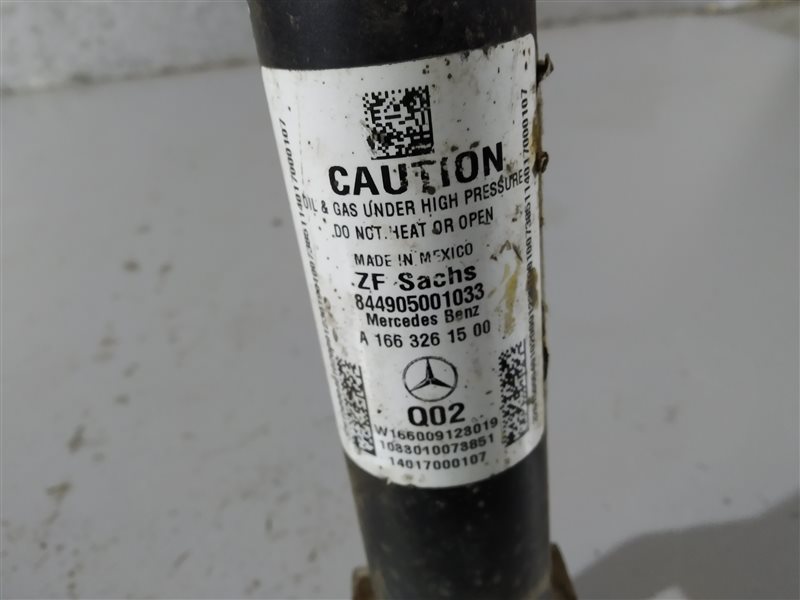 CAUTION
OIL & GAS UNDER HIGH PRESSURE
DO NOT HEAT OR OPEN
MADE IN MEXICO
ZF Sachs
844905001033
Mercedes Benz
A 166 326 15 00
Q02
W166009123019
1033010073851
14017000107